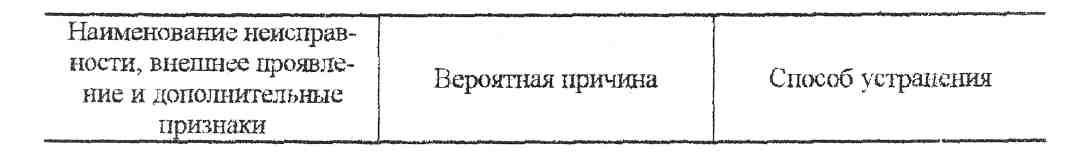 Наименование неисправ-
ности, внешнее проявле-
ние и дополнительные
признаки
Вероятная причина
Способ устранения